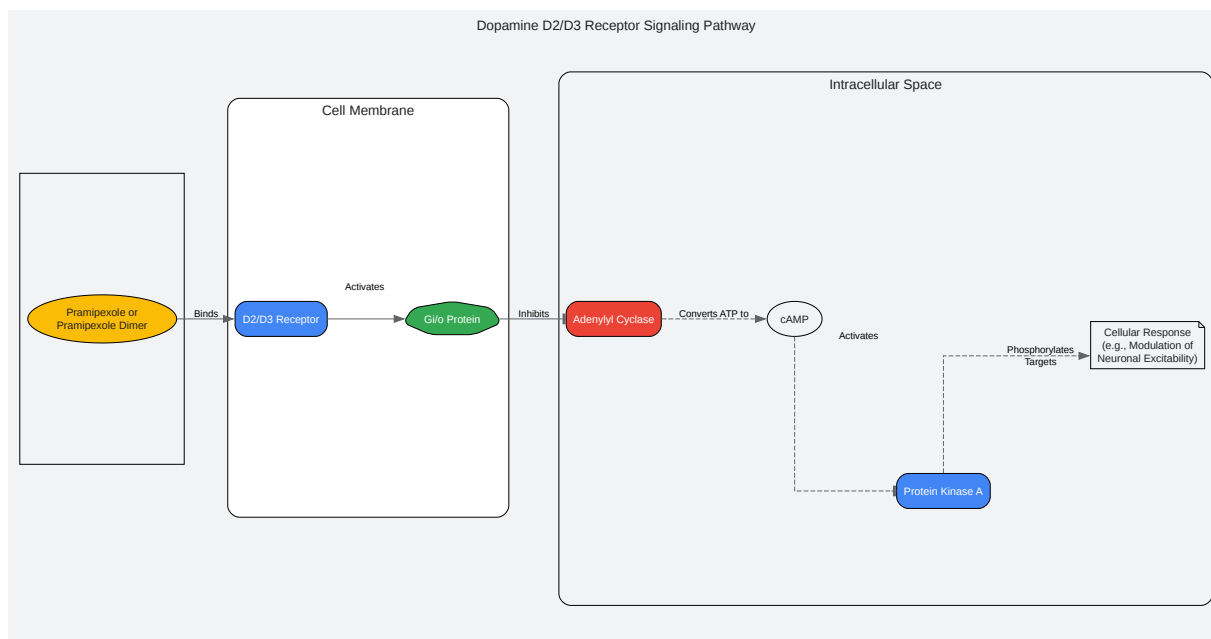 Dopamine D2/D3 Receptor Signaling Pathway
Cell Membrane
Intracellular Space
Pramipexole or
Pramipexole Dimer
Binds
D2/D3 Receptor
Activates
Gi/o Protein
Inhibits
Adenylyl Cyclase
Converts ATP to
cAMP
Activates
Protein Kinase A
Phosphorylates
Targets
Cellular Response
(e.g., Modulation of
Neuronal Excitability)